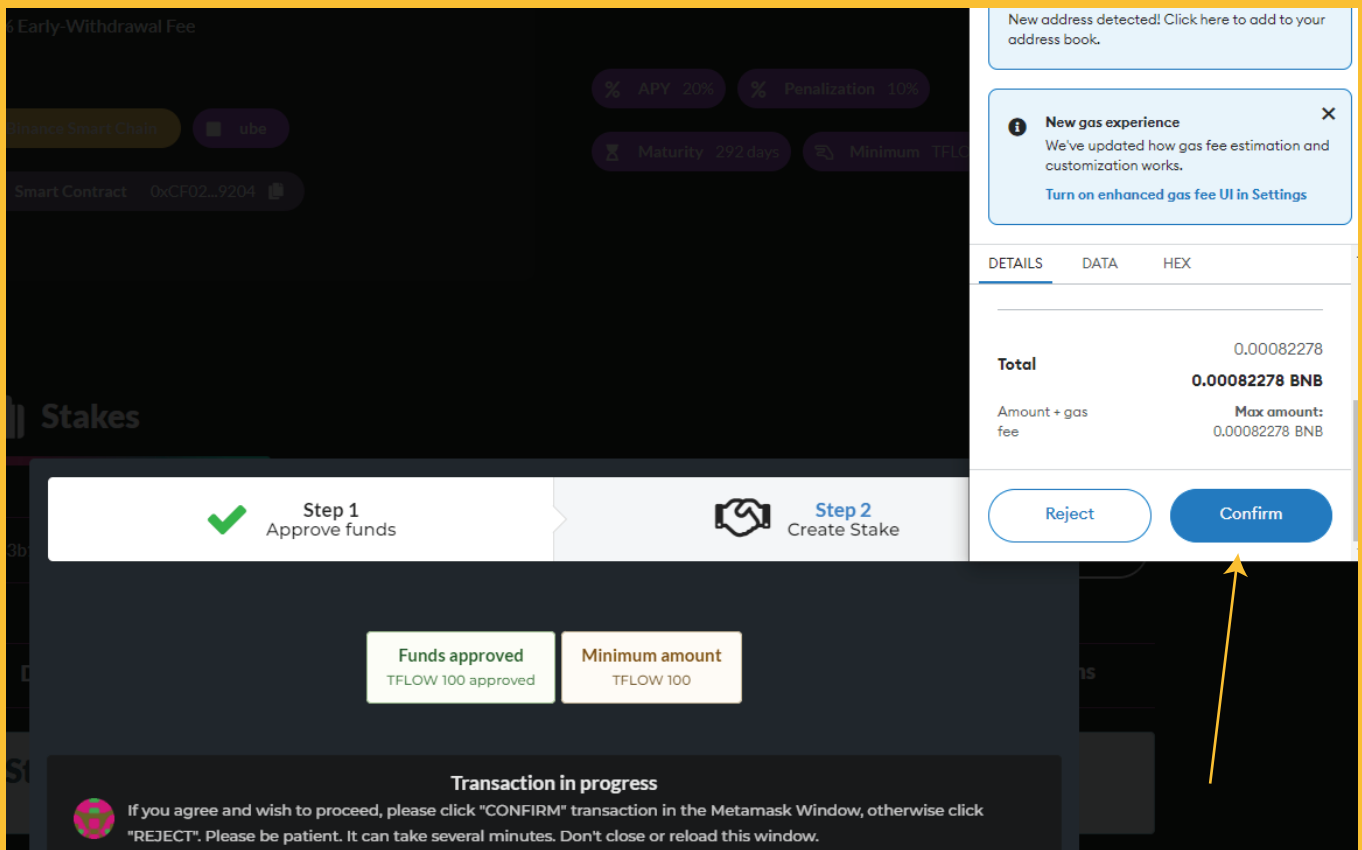 % Early-Withdrawal Fee
APY 20%
Penalization 10%
Binance Smart Chain
ube
Maturity 292 days
Minimum TFLO
Smart Contract 0xCF02...9204
Stakes
New address detected! Click here to add to your
address book.
New gas experience
We've updated how gas fee estimation and
customization works.
Turn on enhanced gas fee UI in Settings
DETAILS
DATA
HEX
Total
0.00082278
0.00082278 BNB
Amount + gas
fee
Max amount:
0.00082278 BNB
Reject
Confirm
Step 1
Approve funds
Step 2
Create Stake
Funds approved
TFLOW 100 approved
Minimum amount
TFLOW 100
Transaction in progress
If you agree and wish to proceed, please click "CONFIRM" transaction in the Metamask Window, otherwise click
"REJECT". Please be patient. It can take several minutes. Don't close or reload this window.